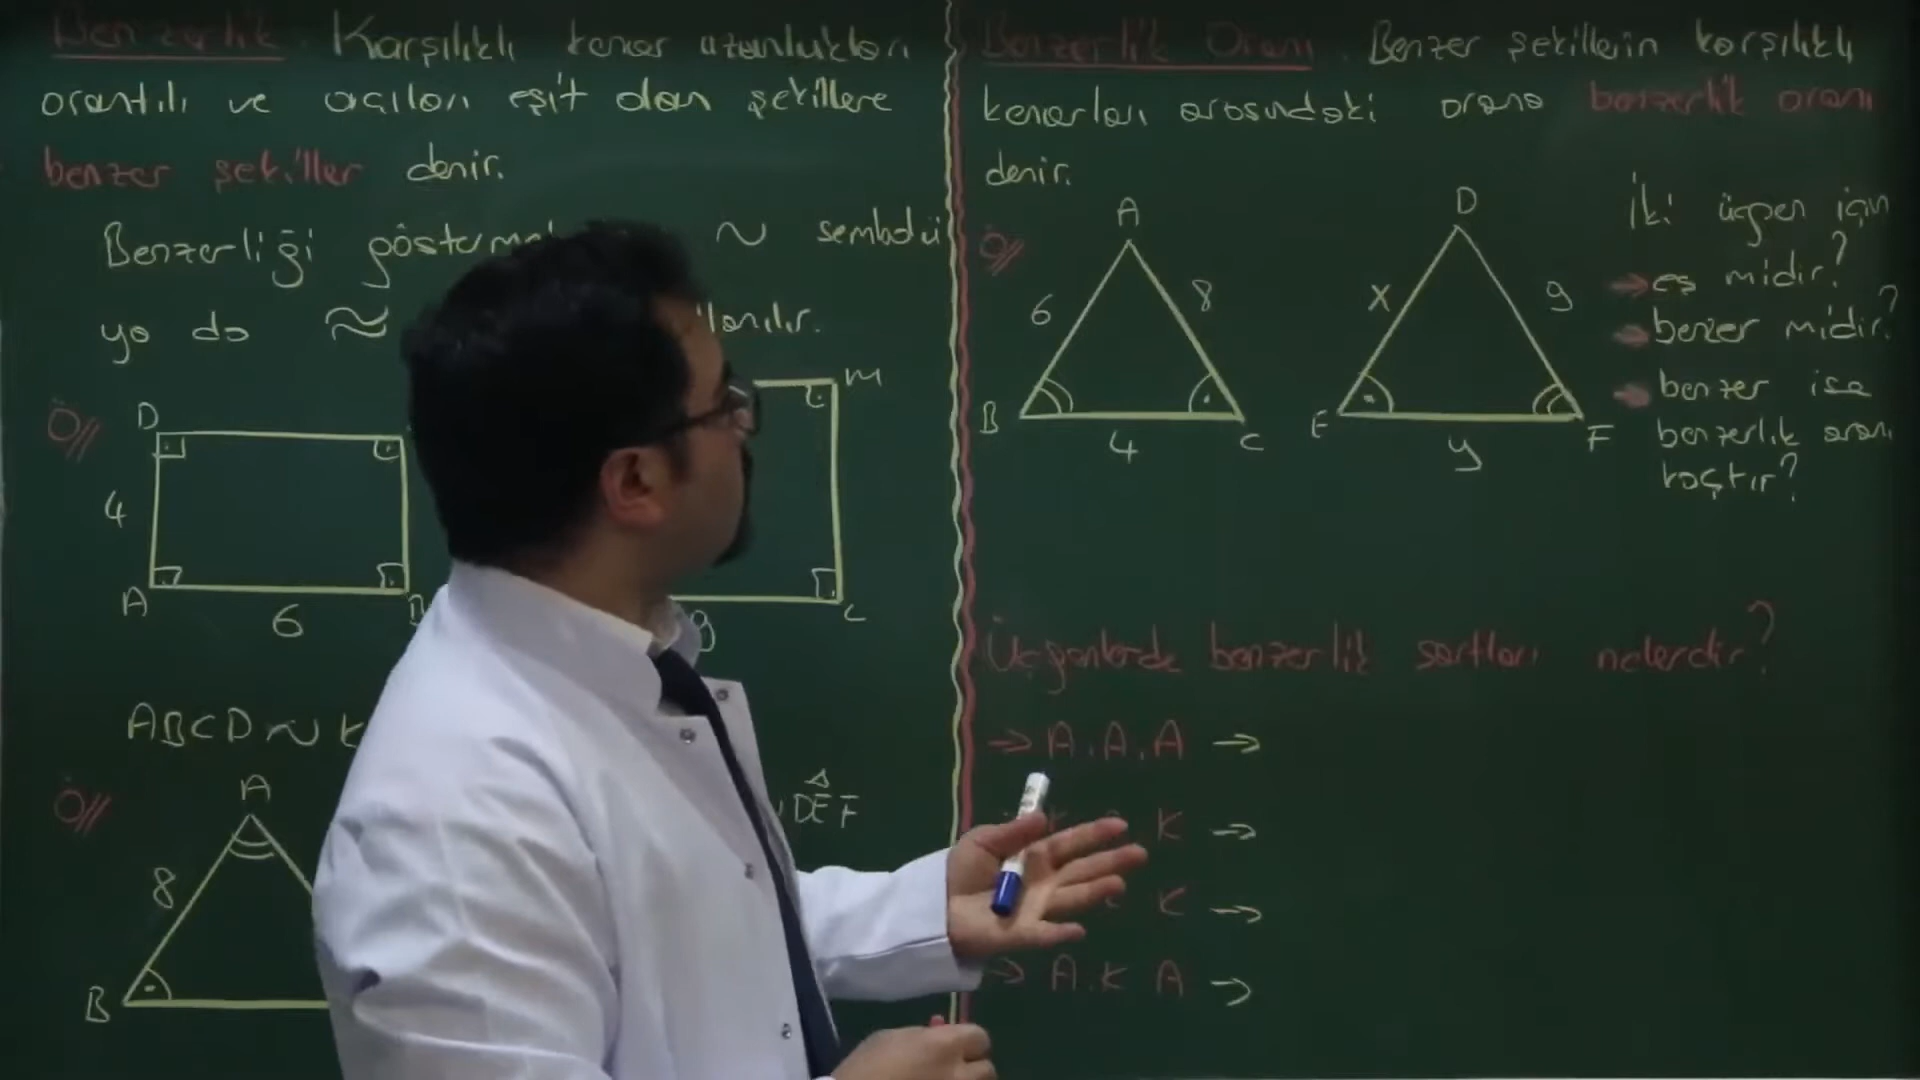 Benzerlik : Karşılıklı kenar uzunlukları
orantılı ve açıları eşit olan şekillere
benzer şekiller denir.
Benzerliği
~ sembolü
ya da ≈
Ö//
D
M
4
A
6
C
ABCD ~ K
Ö//
A
DEF
8
B
Benzerlik Oranı : Benzer şekillerin karşılıklı
kenarları arasındaki orana benzerlik oranı
denir.
Ö//
A
6
8
B
4
C
D
x
9
E
y
F
İki üçgen için
→ eş midir?
→ benzer midir?
→ benzer ise
benzerlik oranı
kaçtır?
Üçgenlerde benzerlik şartları nelerdir?
→ A.A.A →
K →
K →
→ A.K A →